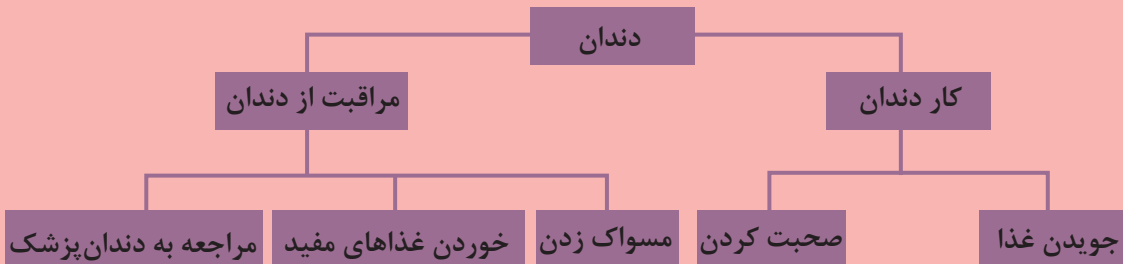 دندان
کار دندان
مراقبت از دندان
جویدن غذا
صحبت کردن
مسواک زدن
خوردن غذاهای مفید
مراجعه به دندان‌پزشک